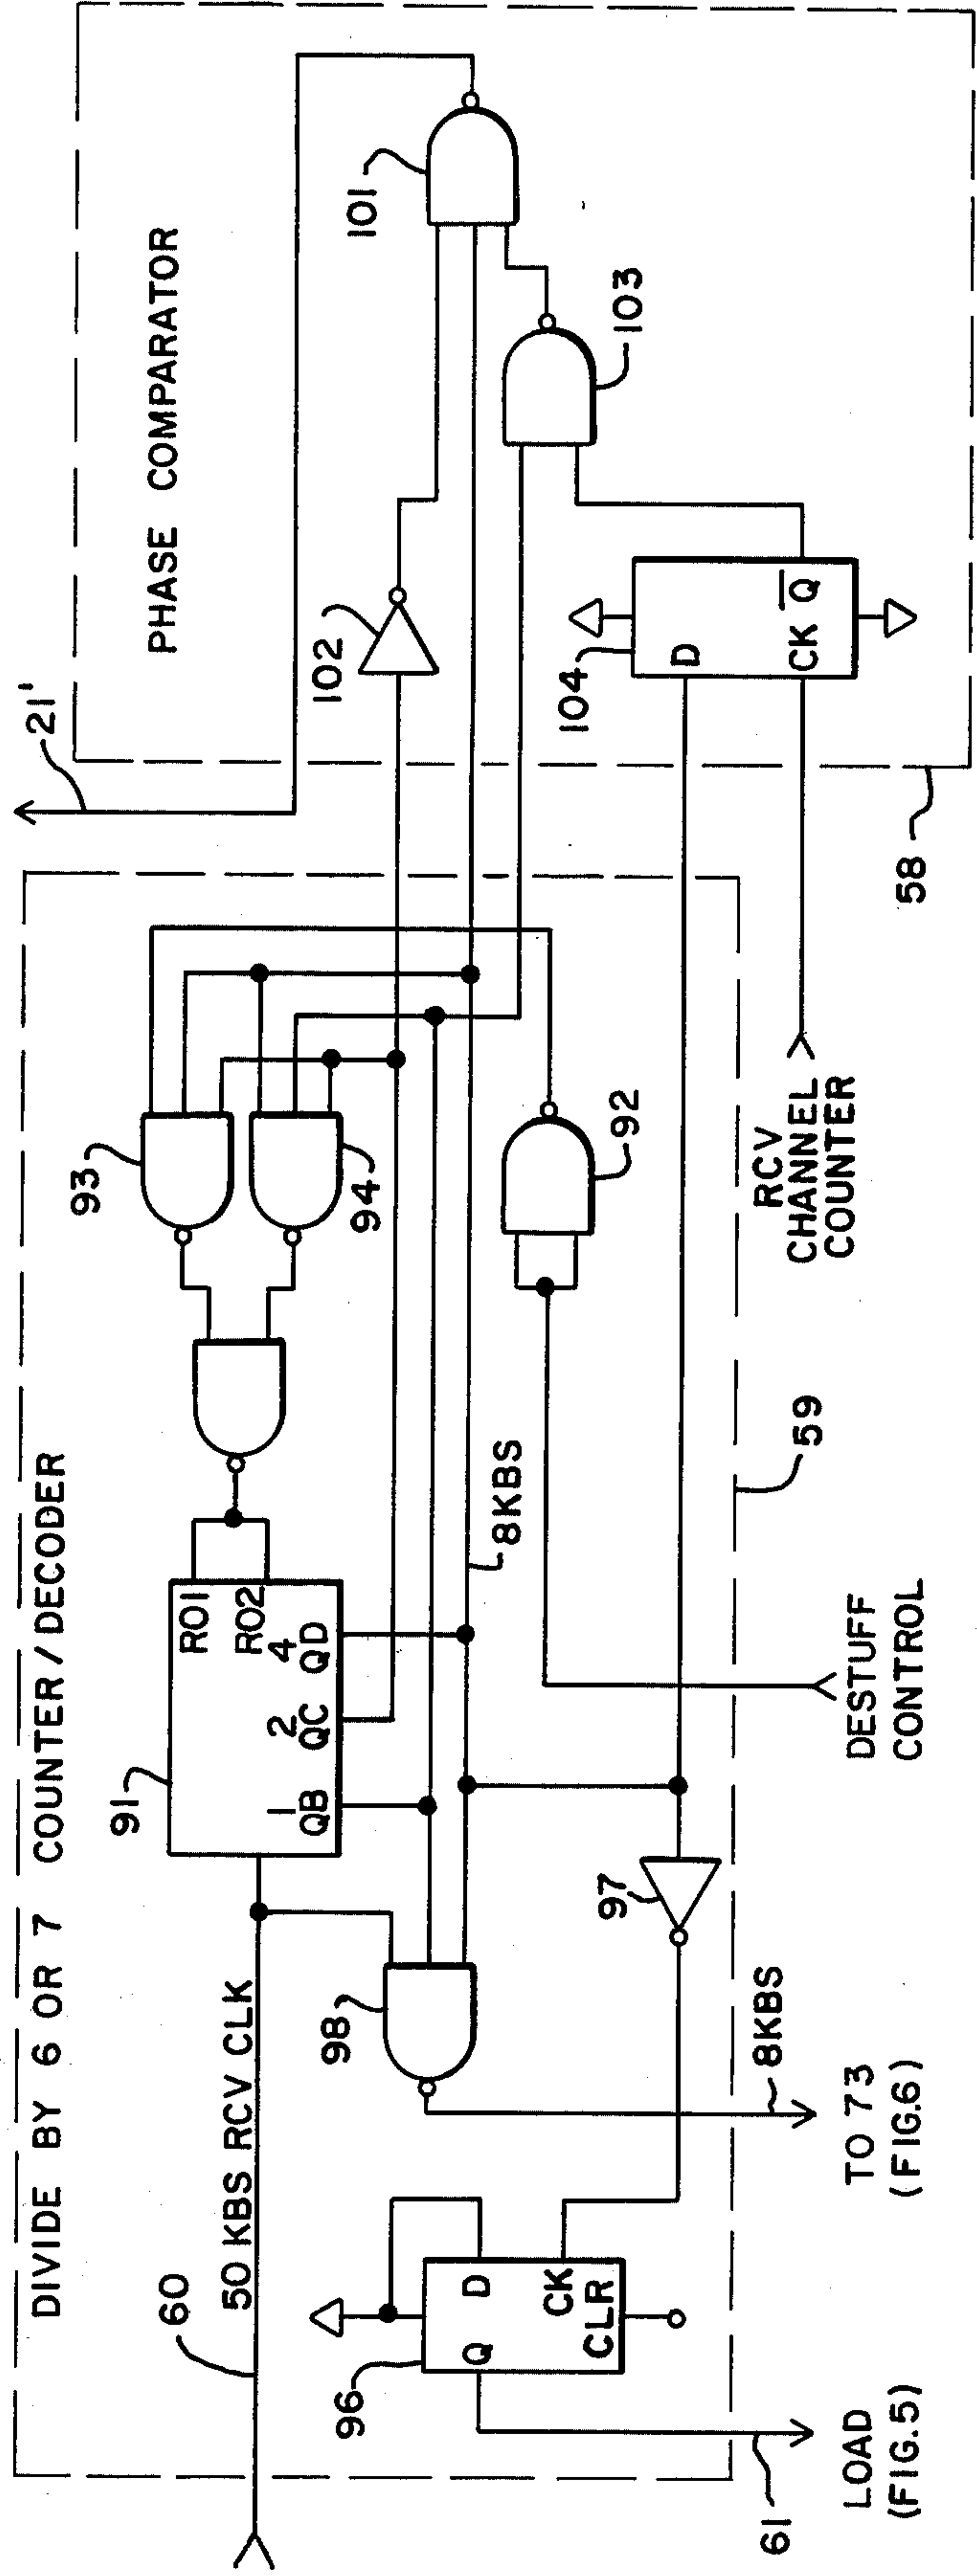 DIVIDE BY 6 OR 7 COUNTER/DECODER
PHASE COMPARATOR
21'
60
50 KBS RCV CLK
91
1
2
4
QB
QC
QD
RO1
RO2
93
94
92
101
102
103
104
D
CK
Q̅
96
D
Q
CK
CLR
98
97
8KBS
8KBS
59
58
61
LOAD
(FIG.5)
TO 73
(FIG.6)
DESTUFF
CONTROL
RCV
CHANNEL
COUNTER